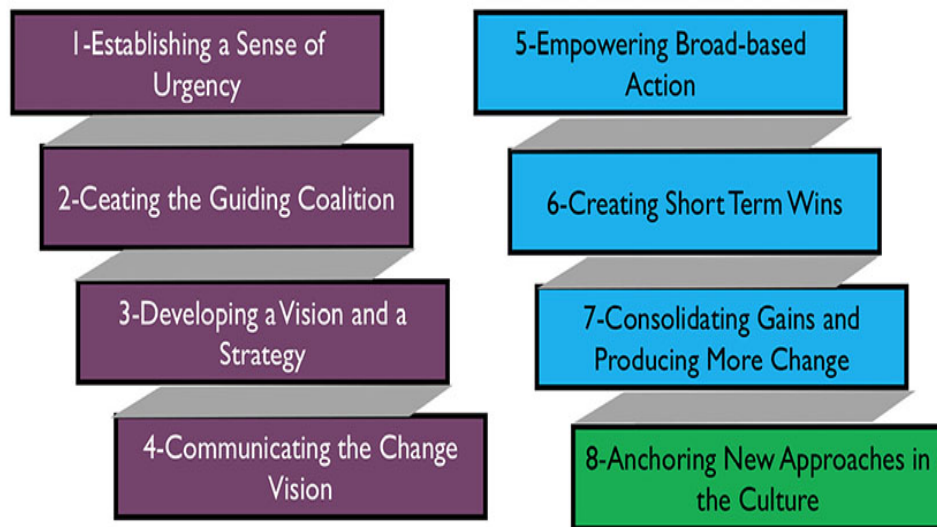 1-Establishing a Sense of
Urgency
2-Ceating the Guiding Coalition
3-Developing a Vision and a
Strategy
4-Communicating the Change
Vision
5-Empowering Broad-based
Action
6-Creating Short Term Wins
7-Consolidating Gains and
Producing More Change
8-Anchoring New Approaches in
the Culture